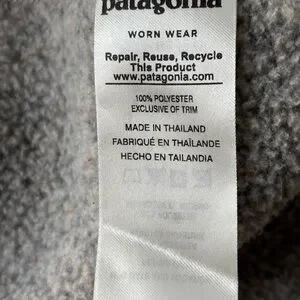 patagonia
WORN WEAR
Repair, Reuse, Recycle
This Product
www.patagonia.com
100% POLYESTER
EXCLUSIVE OF TRIM
MADE IN THAILAND
FABRIQUÉ EN THAÏLANDE
HECHO EN TAILANDIA